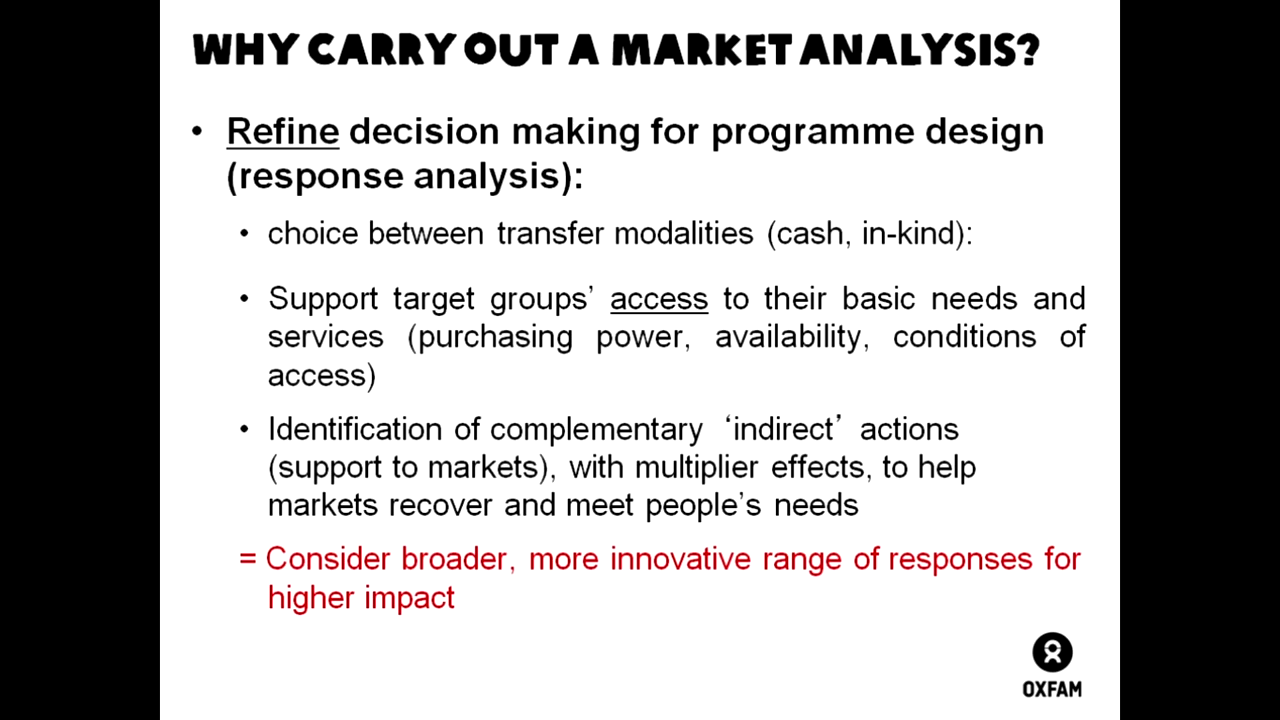 WHY CARRY OUT A MARKET ANALYSIS?
• Refine decision making for programme design
(response analysis):
• choice between transfer modalities (cash, in-kind):
• Support target groups’ access to their basic needs and
services (purchasing power, availability, conditions of
access)
• Identification of complementary ‘indirect’ actions
(support to markets), with multiplier effects, to help
markets recover and meet people’s needs
= Consider broader, more innovative range of responses for
higher impact
OXFAM